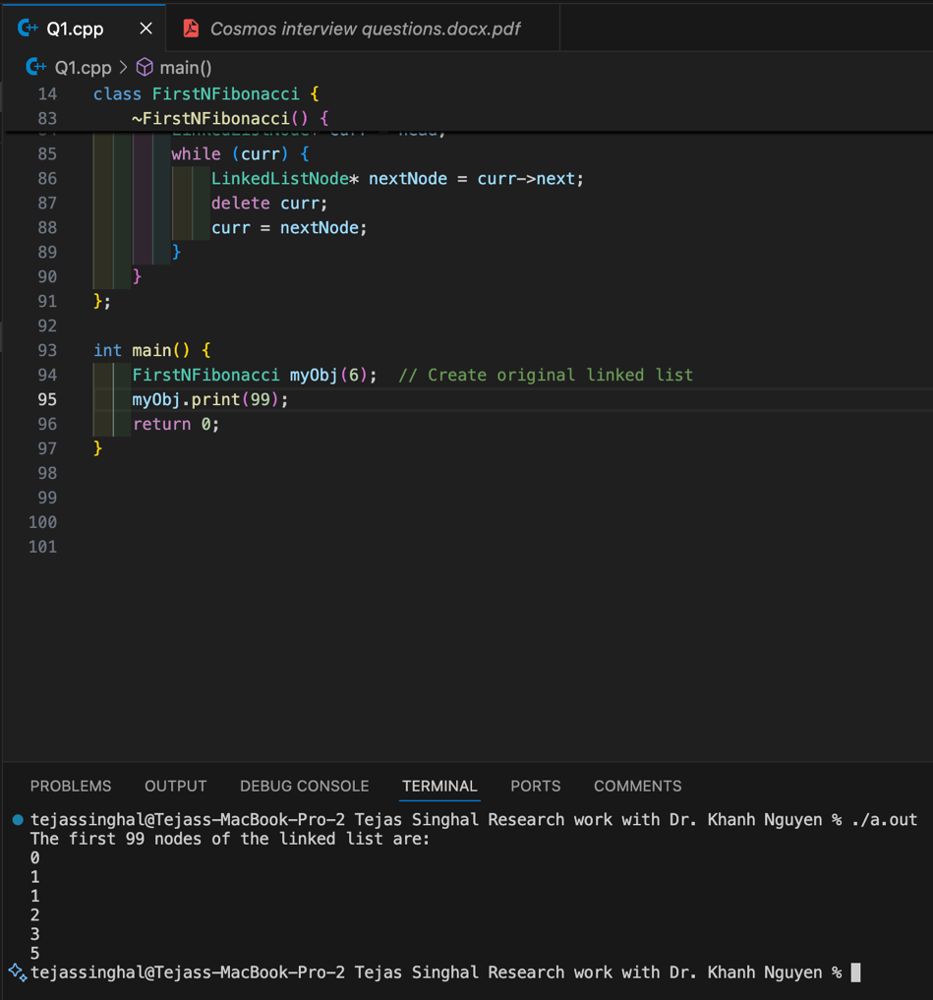 Q1.cpp
Cosmos interview questions.docx.pdf
Q1.cpp > main()
14 class FirstNFibonacci {
83 ~FirstNFibonacci() {
85 while (curr) {
86 LinkedListNode* nextNode = curr->next;
87 delete curr;
88 curr = nextNode;
89 }
90 }
91 };
92
93 int main() {
94 FirstNFibonacci myObj(6); // Create original linked list
95 myObj.print(99);
96 return 0;
97 }
98
99
100
101
PROBLEMS OUTPUT DEBUG CONSOLE TERMINAL PORTS COMMENTS
tejassinghal@Tejass-MacBook-Pro-2 Tejas Singhal Research work with Dr. Khanh Nguyen % ./a.out
The first 99 nodes of the linked list are:
0
1
1
2
3
5
tejassinghal@Tejass-MacBook-Pro-2 Tejas Singhal Research work with Dr. Khanh Nguyen %